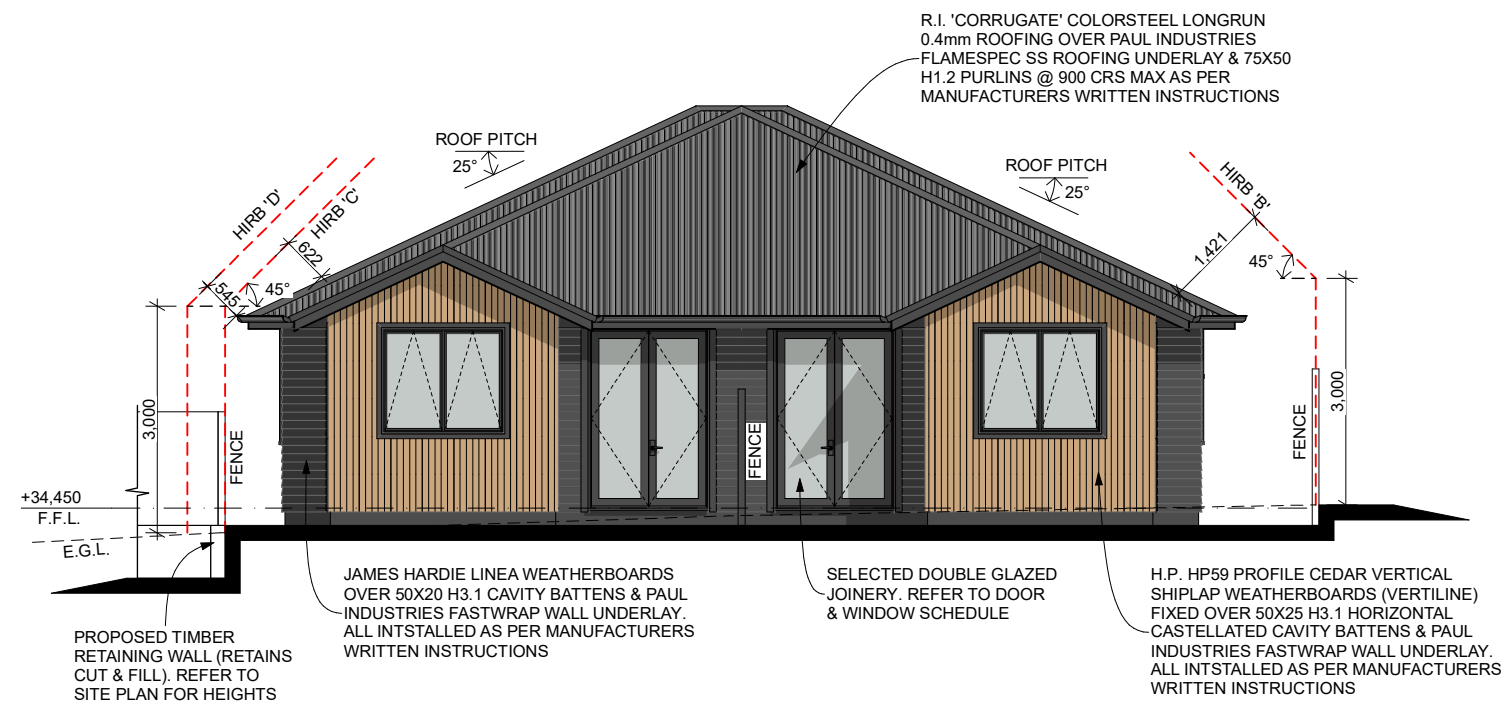 R.I. 'CORRUGATE' COLORSTEEL LONGRUN
0.4mm ROOFING OVER PAUL INDUSTRIES
FLAMESPEC SS ROOFING UNDERLAY & 75X50
H1.2 PURLINS @ 900 CRS MAX AS PER
MANUFACTURERS WRITTEN INSTRUCTIONS
ROOF PITCH
25°
ROOF PITCH
25°
HIRB 'D'
HIRB 'C'
HIRB 'B'
622
545
45°
1,421
45°
3,000
FENCE
FENCE
FENCE
3,000
+34,450
F.F.L.
E.G.L.
JAMES HARDIE LINEA WEATHERBOARDS
OVER 50X20 H3.1 CAVITY BATTENS & PAUL
INDUSTRIES FASTWRAP WALL UNDERLAY.
ALL INTSTALLED AS PER MANUFACTURERS
WRITTEN INSTRUCTIONS
SELECTED DOUBLE GLAZED
JOINERY. REFER TO DOOR
& WINDOW SCHEDULE
H.P. HP59 PROFILE CEDAR VERTICAL
SHIPLAP WEATHERBOARDS (VERTILINE)
FIXED OVER 50X25 H3.1 HORIZONTAL
CASTELLATED CAVITY BATTENS & PAUL
INDUSTRIES FASTWRAP WALL UNDERLAY.
ALL INTSTALLED AS PER MANUFACTURERS
WRITTEN INSTRUCTIONS
PROPOSED TIMBER
RETAINING WALL (RETAINS
CUT & FILL). REFER TO
SITE PLAN FOR HEIGHTS